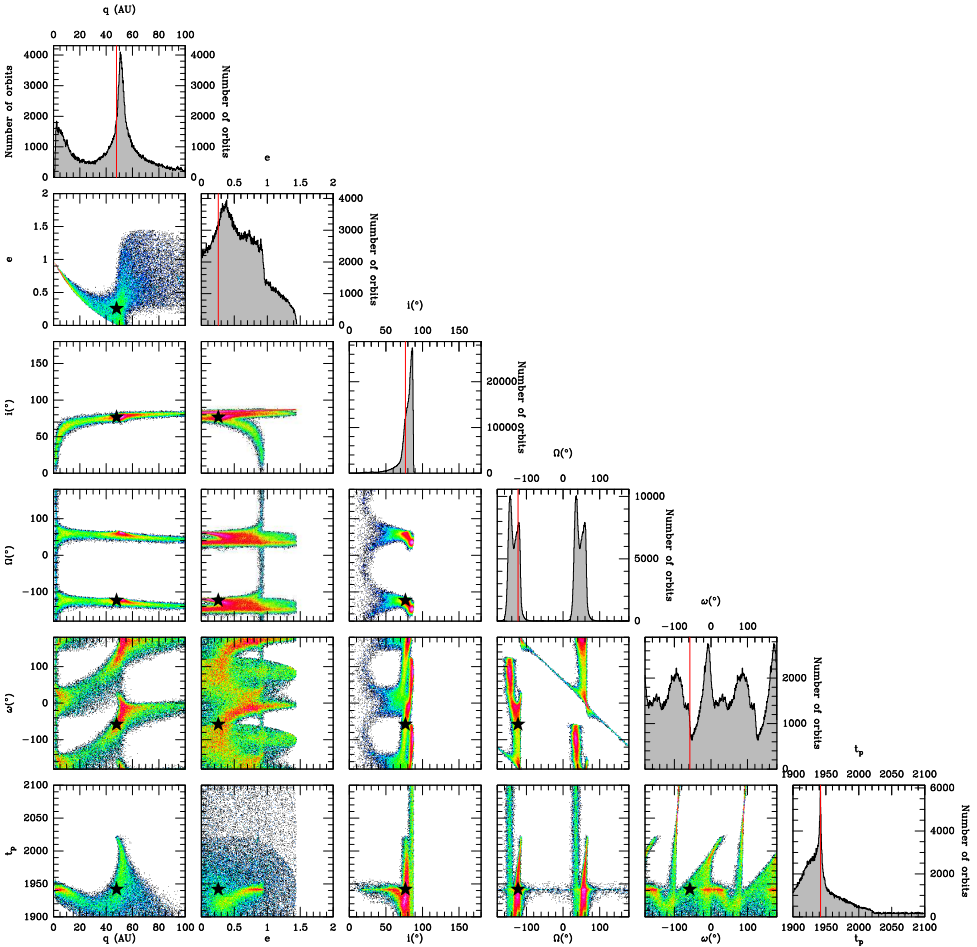 q (AU)
0 20 40 60 80 100
4000 4000
3000 3000
2000 2000
1000 1000
0 0
Number of orbits
Number of orbits
e
0 0.5 1 1.5 2
2
1.5
1
0.5
0
e
4000
3000
2000
1000
0
Number of orbits
i(°)
0 50 100 150
150
100
50
0
i(°)
20000
10000
0
Number of orbits
Ω(°)
−100 0 100
100
0
−100
Ω(°)
10000
5000
0
Number of orbits
ω(°)
−100 0 100
100
0
−100
ω(°)
2000
1000
0
Number of orbits
t_p
1900 1950 2000 2050 2100
2100
2050
2000
1950
1900
t_p
6000
4000
2000
0
Number of orbits
0 20 40 60 80 100
q (AU)
0 0.5 1 1.5 2
e
0 50 100 150
i(°)
−100 0 100
Ω(°)
−100 0 100
ω(°)
1900 1950 2000 2050 2100
t_p